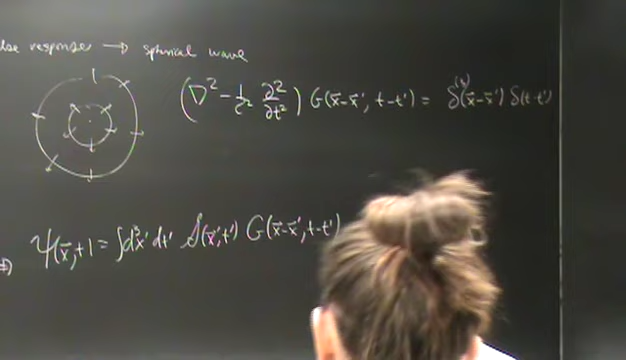 response → spherical wave
(∇² - 1/c² ∂²/∂t²) G(x⃗-x⃗', t-t') = δ⁽³⁾(x⃗-x⃗') δ(t-t')
ψ(x⃗,t) = ∫d³x' dt' S(x⃗',t') G(x⃗-x⃗',t-t')